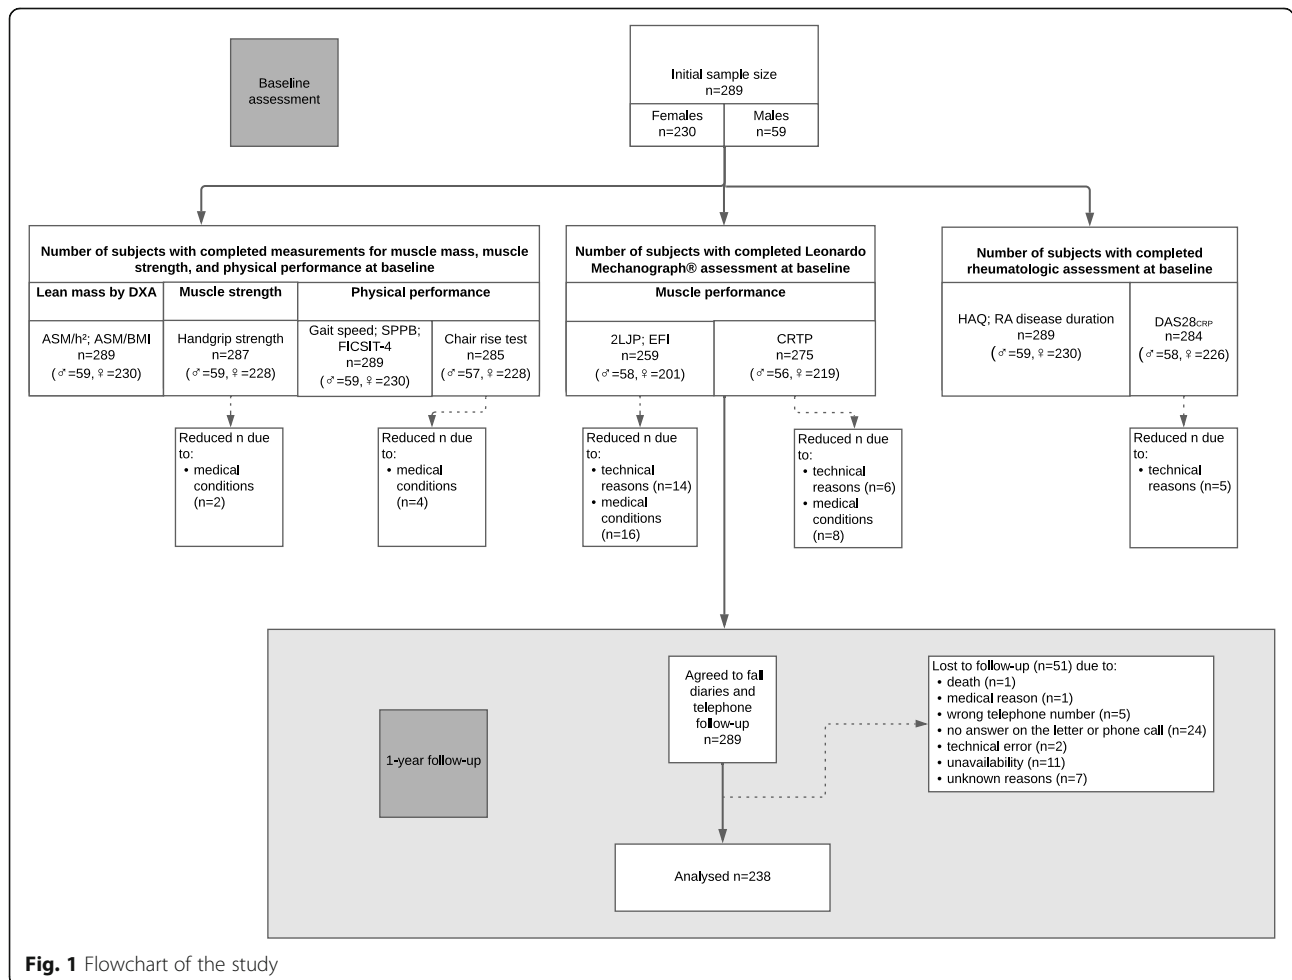 Baseline
assessment
Initial sample size
n=289
Females
n=230
Males
n=59
Number of subjects with completed measurements for muscle mass, muscle
strength, and physical performance at baseline
Lean mass by DXA
Muscle strength
Physical performance
ASM/h²; ASM/BMI
n=289
(♂=59, ♀=230)
Handgrip strength
n=287
(♂=59, ♀=228)
Gait speed; SPPB;
FICSIT-4
n=289
(♂=59, ♀=230)
Chair rise test
n=285
(♂=57, ♀=228)
Number of subjects with completed Leonardo
Mechanograph® assessment at baseline
Muscle performance
2LJP; EFI
n=259
(♂=58, ♀=201)
CRTP
n=275
(♂=56, ♀=219)
Number of subjects with completed
rheumatologic assessment at baseline
HAQ; RA disease duration
n=289
(♂=59, ♀=230)
DAS28CRP
n=284
(♂=58, ♀=226)
Reduced n due
to:
• medical
conditions
(n=2)
Reduced n due
to:
• medical
conditions
(n=4)
Reduced n due
to:
• technical
reasons (n=14)
• medical
conditions
(n=16)
Reduced n due
to:
• technical
reasons (n=6)
• medical
conditions
(n=8)
Reduced n due
to:
• technical
reasons (n=5)
1-year follow-up
Agreed to fall
diaries and
telephone
follow-up
n=289
Lost to follow-up (n=51) due to:
• death (n=1)
• medical reason (n=1)
• wrong telephone number (n=5)
• no answer on the letter or phone call (n=24)
• technical error (n=2)
• unavailability (n=11)
• unknown reasons (n=7)
Analysed n=238
Fig. 1 Flowchart of the study